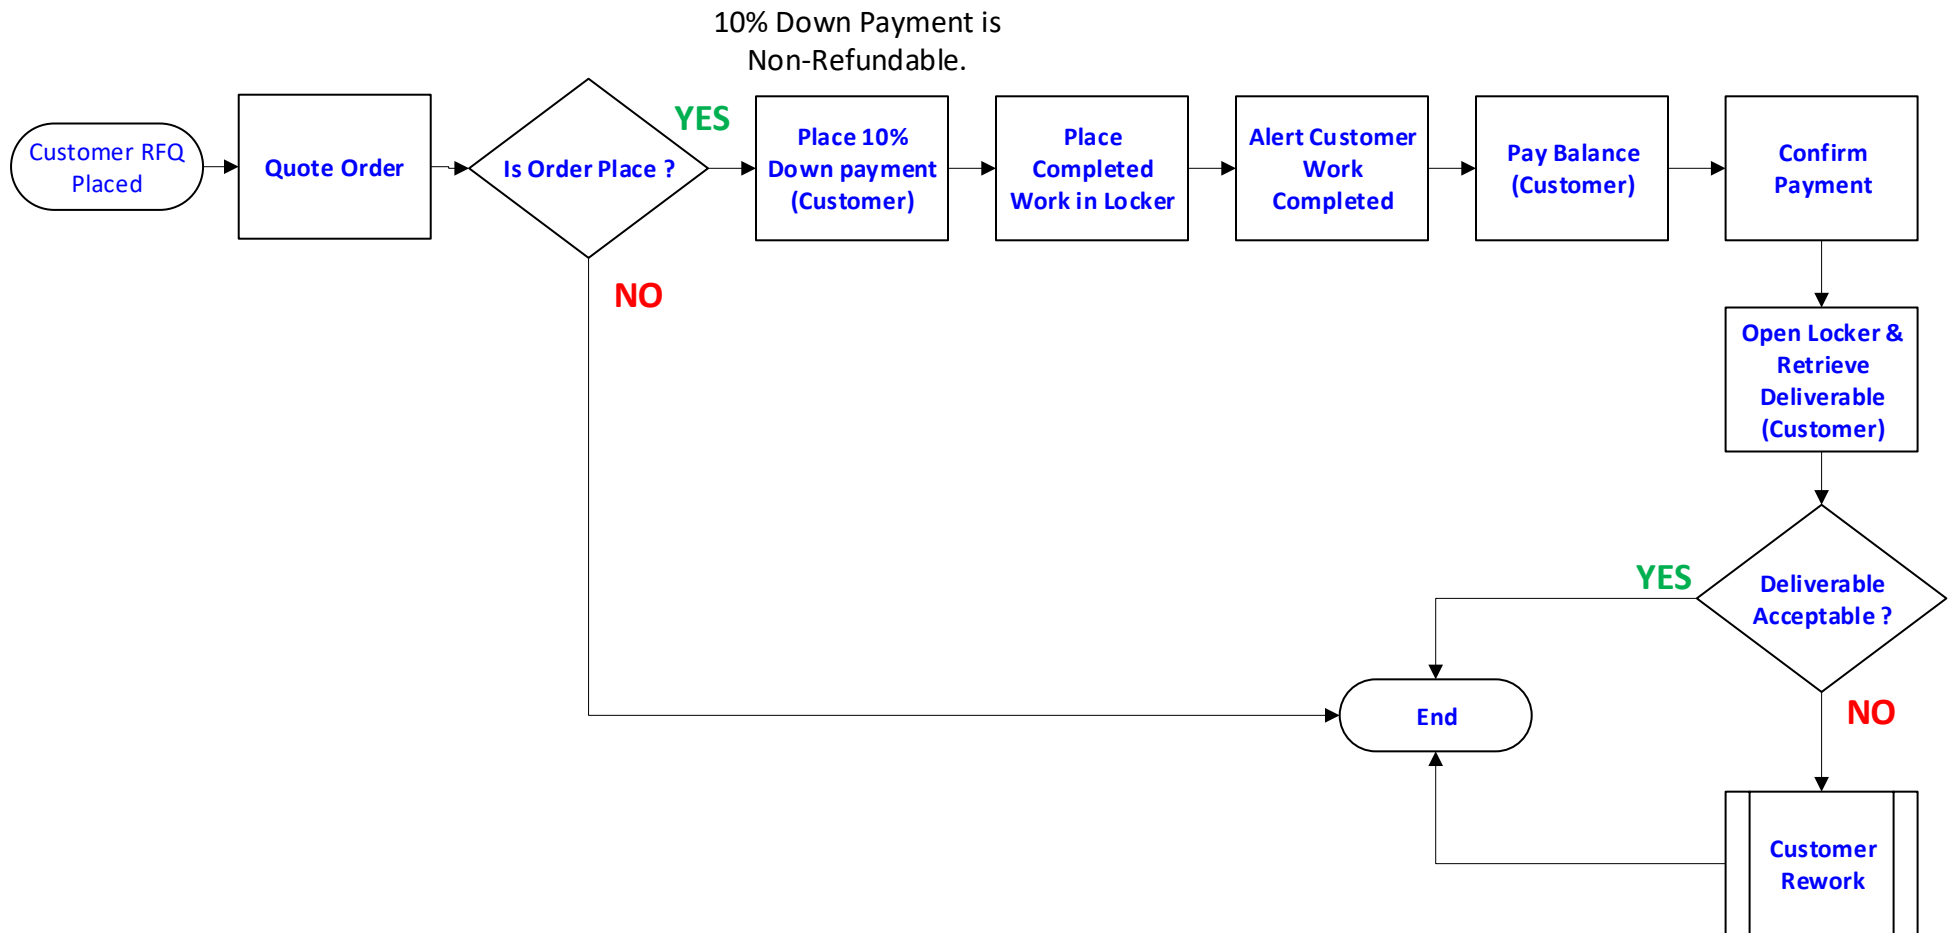 10% Down Payment is
Non-Refundable.
Customer RFQ
Placed
Quote Order
Is Order Place ?
YES
Place 10%
Down payment
(Customer)
Place
Completed
Work in Locker
Alert Customer
Work
Completed
Pay Balance
(Customer)
Confirm
Payment
NO
Open Locker &
Retrieve
Deliverable
(Customer)
YES
Deliverable
Acceptable ?
NO
End
Customer
Rework